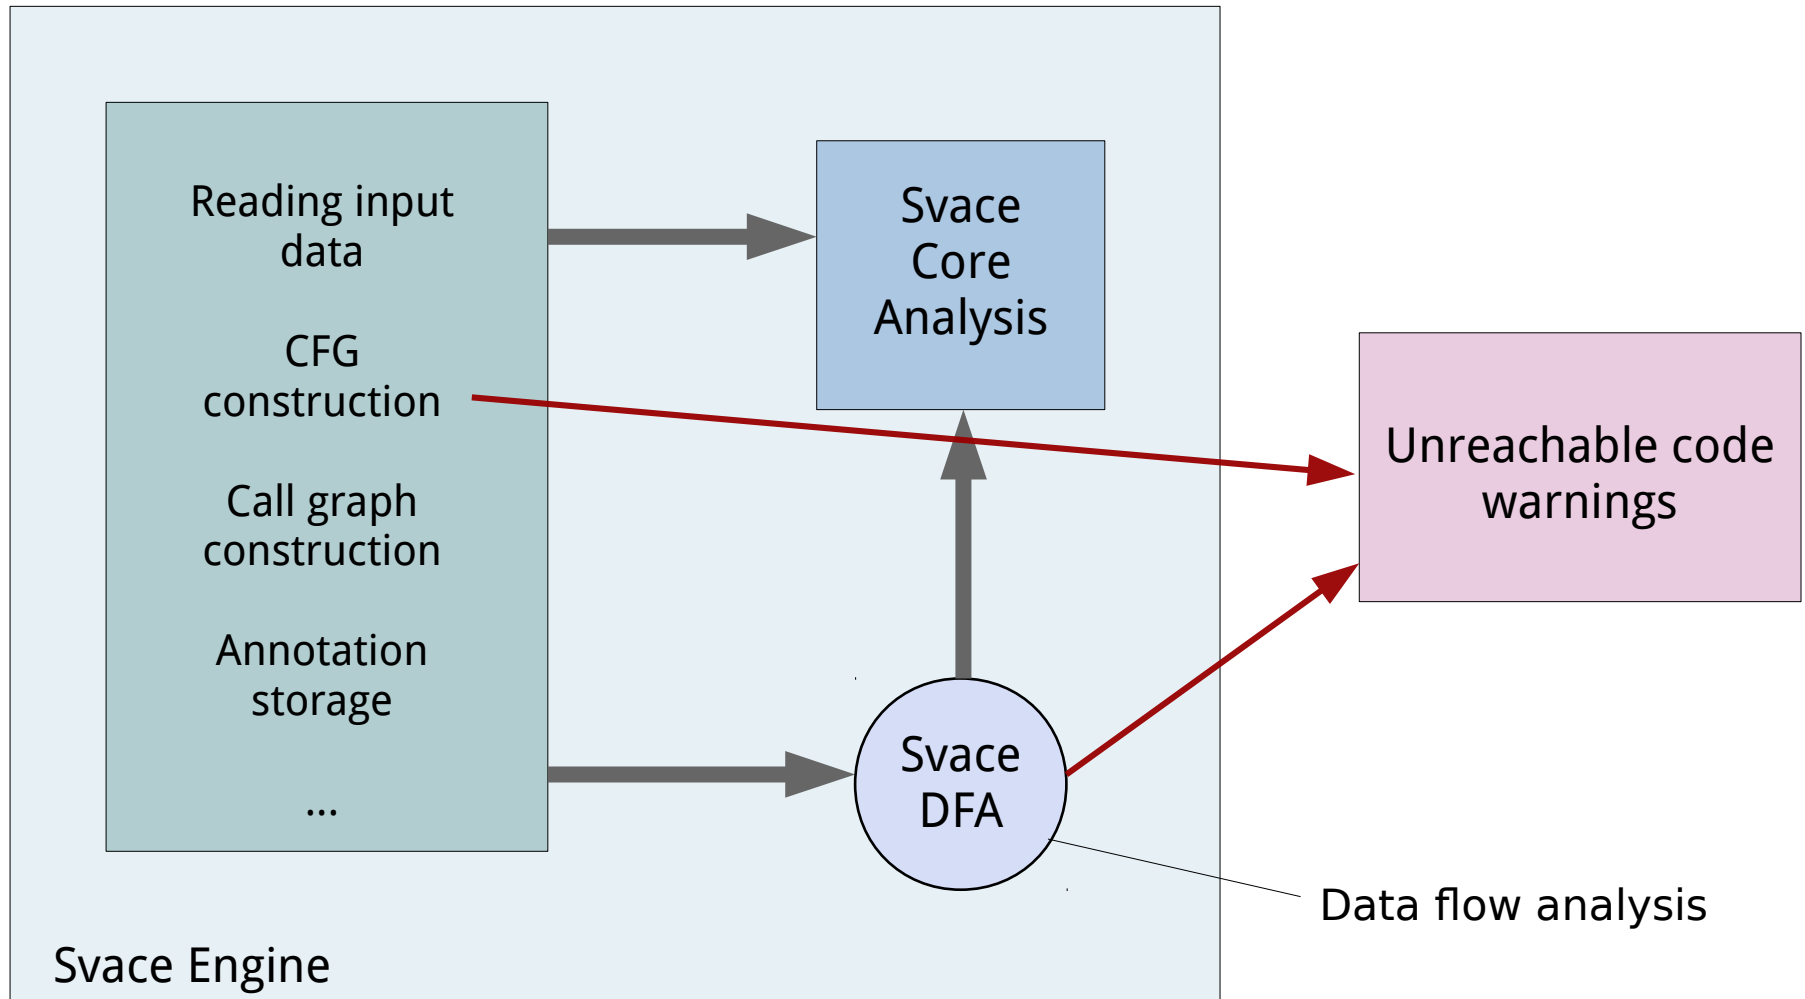 Reading input
data
CFG
construction
Call graph
construction
Annotation
storage
...
Svace
Core
Analysis
Unreachable code
warnings
Svace
DFA
Data flow analysis
Svace Engine